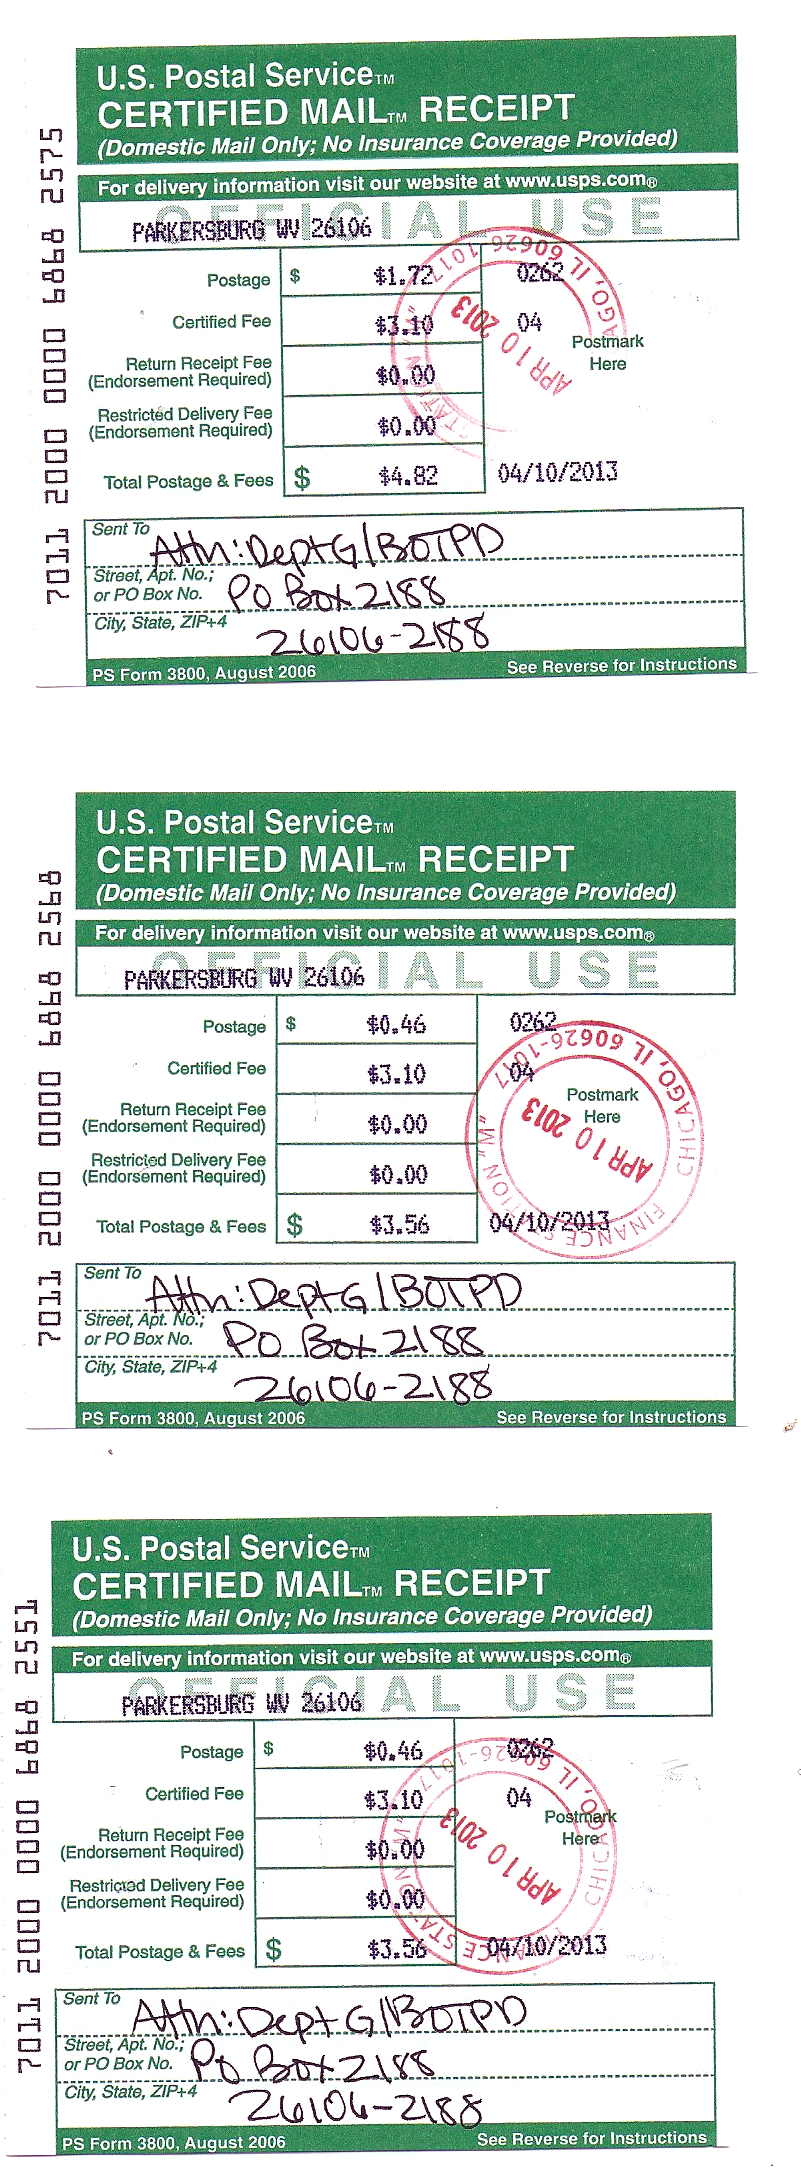 U.S. Postal Service™
CERTIFIED MAIL™ RECEIPT
(Domestic Mail Only; No Insurance Coverage Provided)
For delivery information visit our website at www.usps.com®
OFFICIAL USE
PARKERSBURG WV 26106
Postage $ $1.72 0262
Certified Fee $3.10 04
Postmark
Here
Return Receipt Fee
(Endorsement Required) $0.00
Restricted Delivery Fee
(Endorsement Required) $0.00
Total Postage & Fees $ $4.82 04/10/2013
AGO, IL 60626-1017 STATION "M"
APR 10 2013
Sent To Attn: Dept G/BOTPD
Street, Apt. No.;
or PO Box No. PO Box 2188
City, State, ZIP+4 26106-2188
PS Form 3800, August 2006 See Reverse for Instructions
7011 2000 0000 6868 2575
U.S. Postal Service™
CERTIFIED MAIL™ RECEIPT
(Domestic Mail Only; No Insurance Coverage Provided)
For delivery information visit our website at www.usps.com®
OFFICIAL USE
PARKERSBURG WV 26106
Postage $ $0.46 0262
Certified Fee $3.10 04
Postmark
Here
Return Receipt Fee
(Endorsement Required) $0.00
Restricted Delivery Fee
(Endorsement Required) $0.00
Total Postage & Fees $ $3.56 04/10/2013
CHICAGO, IL 60626-1017 FINANCE STATION "M"
APR 10 2013
Sent To Attn: Dept G/BOTPD
Street, Apt. No.;
or PO Box No. PO Box 2188
City, State, ZIP+4 26106-2188
PS Form 3800, August 2006 See Reverse for Instructions
7011 2000 0000 6868 2568
U.S. Postal Service™
CERTIFIED MAIL™ RECEIPT
(Domestic Mail Only; No Insurance Coverage Provided)
For delivery information visit our website at www.usps.com®
OFFICIAL USE
PARKERSBURG WV 26106
Postage $ $0.46 0262
Certified Fee $3.10 04
Postmark
Here
Return Receipt Fee
(Endorsement Required) $0.00
Restricted Delivery Fee
(Endorsement Required) $0.00
Total Postage & Fees $ $3.56 04/10/2013
CHICAGO, IL 60626-1017 ANCE STATION "M"
APR 10 2013
Sent To Attn: Dept G/BOTPD
Street, Apt. No.;
or PO Box No. PO Box 2188
City, State, ZIP+4 26106-2188
PS Form 3800, August 2006 See Reverse for Instructions
7011 2000 0000 6868 2551